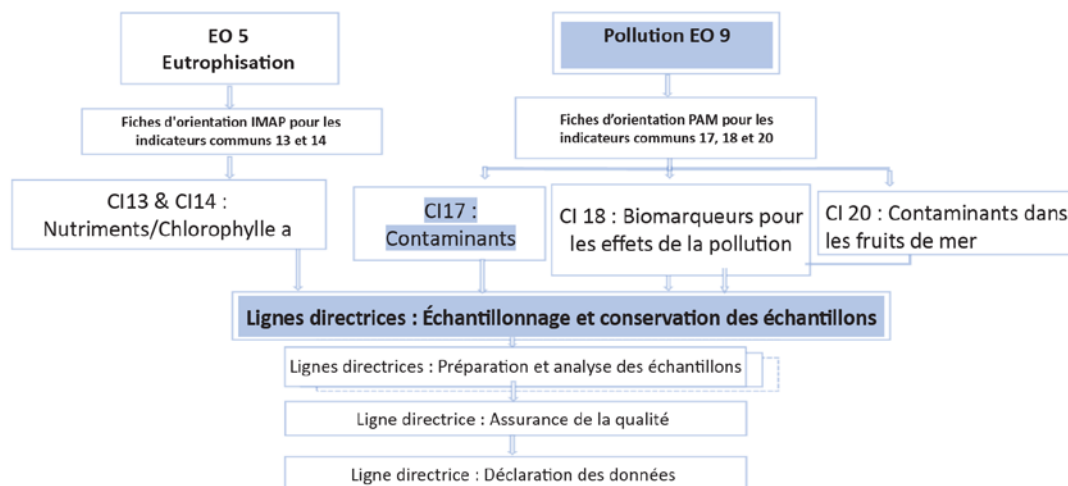 EO 5
Eutrophisation
Pollution EO 9
Fiches d'orientation IMAP pour les
indicateurs communs 13 et 14
Fiches d’orientation PAM pour les
indicateurs communs 17, 18 et 20
CI13 & CI14 :
Nutriments/Chlorophylle a
CI17 :
Contaminants
CI 18 : Biomarqueurs pour
les effets de la pollution
CI 20 : Contaminants dans
les fruits de mer
Lignes directrices : Échantillonnage et conservation des échantillons
Lignes directrices : Préparation et analyse des échantillons
Ligne directrice : Assurance de la qualité
Ligne directrice : Déclaration des données